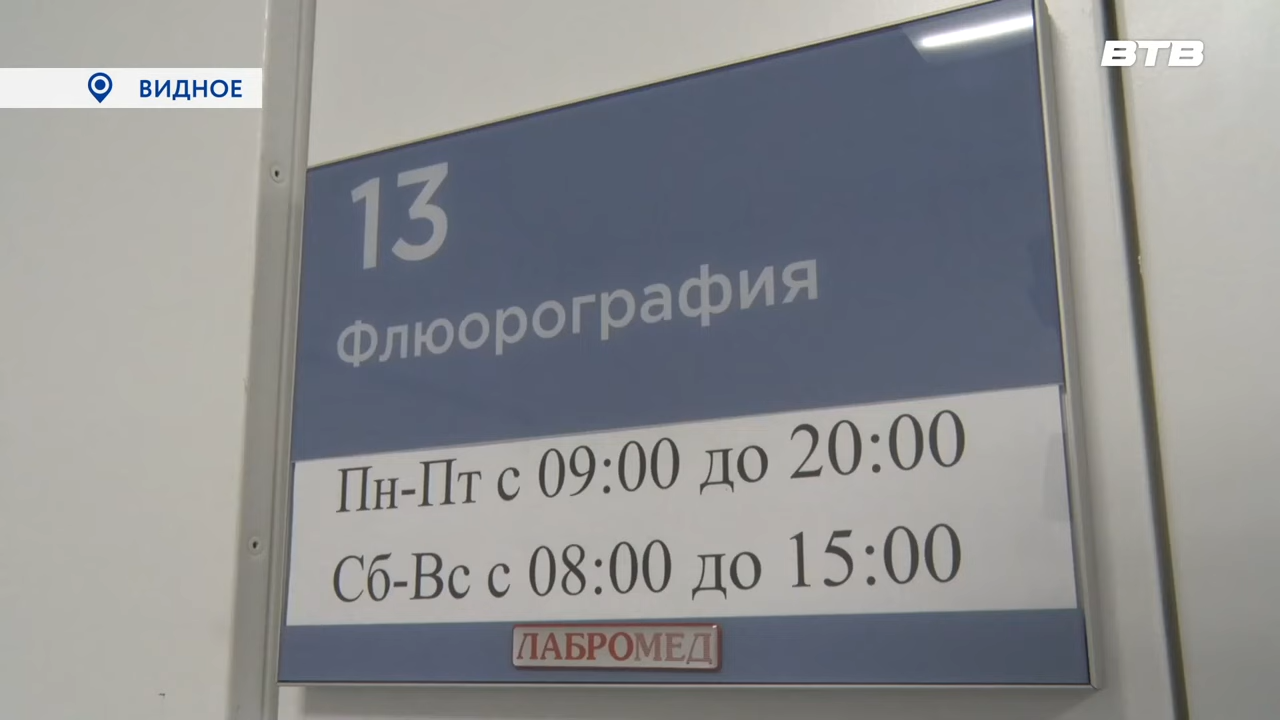 ВИДНОЕ
ВТВ
13
Флюорография
Пн-Пт с 09:00 до 20:00
Сб-Вс с 08:00 до 15:00
ЛАБРОМЕД